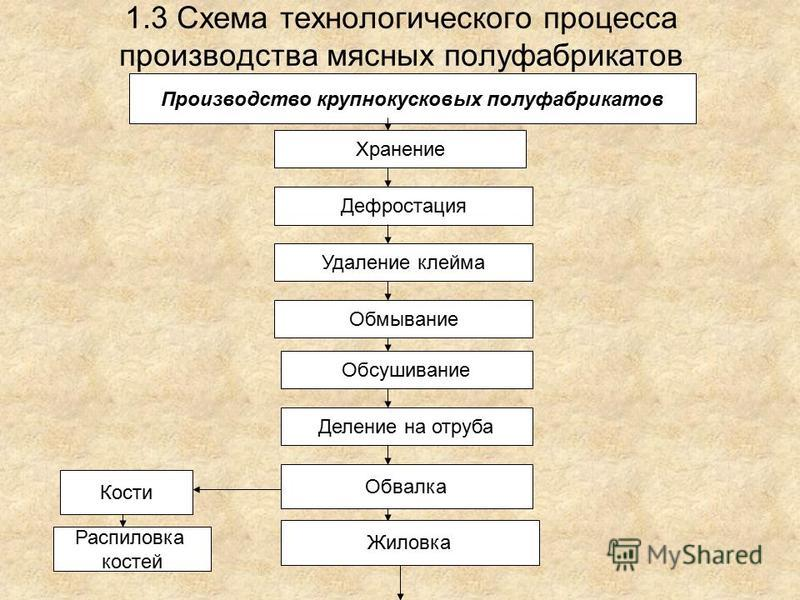 1.3 Схема технологического процесса
производства мясных полуфабрикатов
Производство крупнокусковых полуфабрикатов
Хранение
Дефростация
Удаление клейма
Обмывание
Обсушивание
Деление на отруба
Обвалка
Кости
Распиловка
костей
Жиловка
MyShared